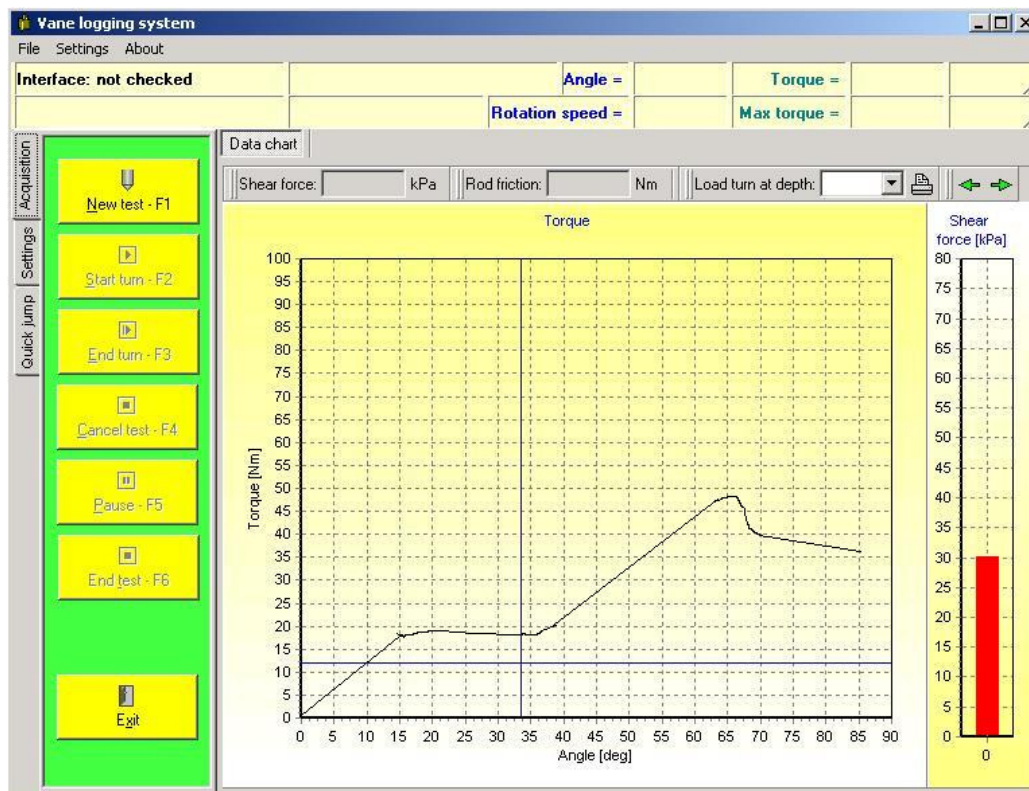 Vane logging system
File Settings About
Interface: not checked Angle = Torque =
Rotation speed = Max torque =
Acquisition
Settings
Quick jump
New test - F1
Start turn - F2
End turn - F3
Cancel test - F4
Pause - F5
End test - F6
Exit
Data chart
Shear force: kPa Rod friction: Nm Load turn at depth:
Torque
100
95
90
85
80
75
70
65
60
55
50
45
40
35
30
25
20
15
10
5
0
Torque [Nm]
0 5 10 15 20 25 30 35 40 45 50 55 60 65 70 75 80 85 90
Angle [deg]
Shear
force [kPa]
80
75
70
65
60
55
50
45
40
35
30
25
20
15
10
5
0
0